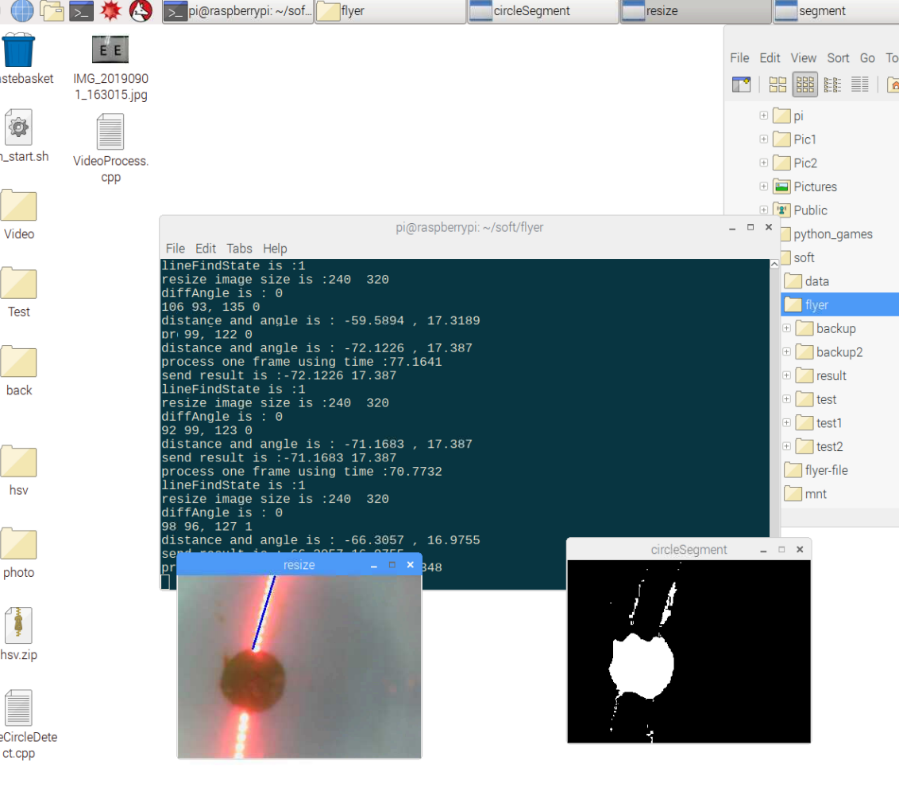 pi@raspberrypi: ~/sof...
flyer
circleSegment
resize
segment
stebasket
E E
IMG_2019090
1_163015.jpg
_start.sh
VideoProcess.
cpp
Video
Test
back
hsv
photo
hsv.zip
eCircleDete
ct.cpp
File Edit View Sort Go To
pi
Pic1
Pic2
Pictures
Public
python_games
soft
data
flyer
backup
backup2
result
test
test1
test2
flyer-file
mnt
pi@raspberrypi: ~/soft/flyer
File Edit Tabs Help
lineFindState is :1
resize image size is :240  320
diffAngle is : 0
106 93, 135 0
distance and angle is : -59.5894 , 17.3189
pr 99, 122 0
distance and angle is : -72.1226 , 17.387
process one frame using time :77.1641
send result is :-72.1226 17.387
lineFindState is :1
resize image size is :240  320
diffAngle is : 0
92 99, 123 0
distance and angle is : -71.1683 , 17.387
send result is :-71.1683 17.387
process one frame using time :70.7732
lineFindState is :1
resize image size is :240  320
diffAngle is : 0
98 96, 127 1
distance and angle is : -66.3057 , 16.9755
se
pr 348
resize
circleSegment